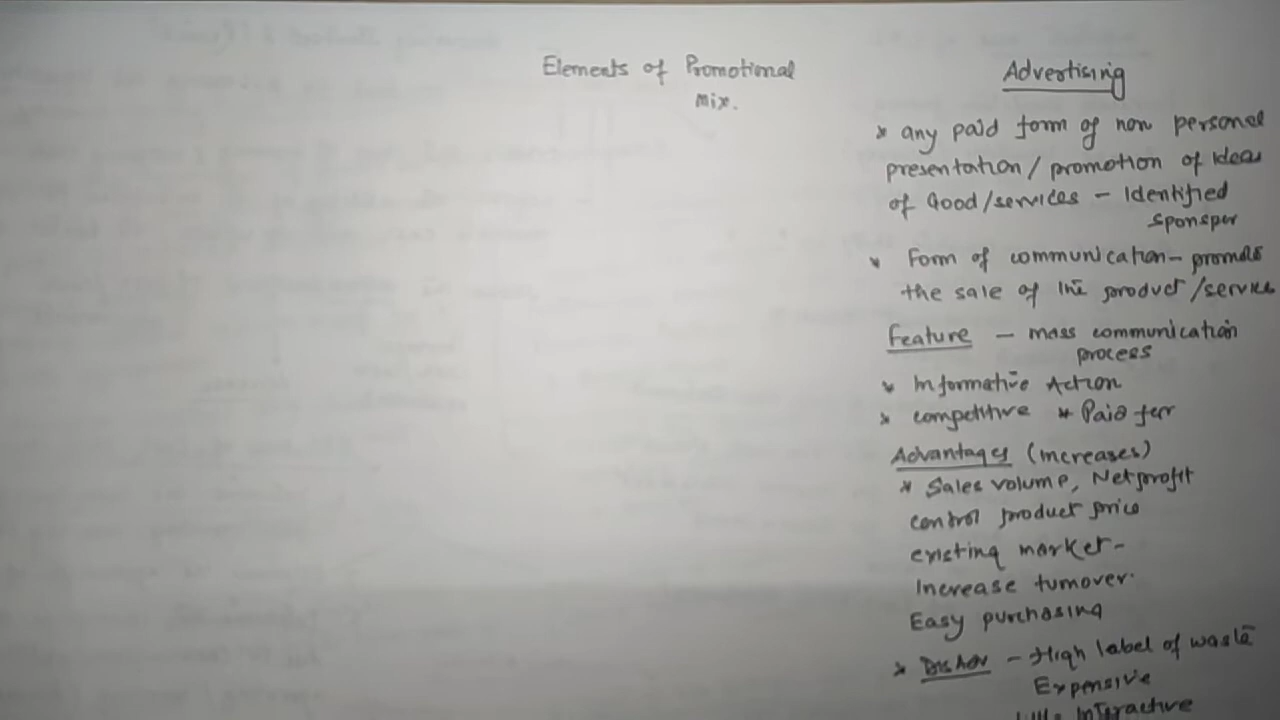 Elements of Promotional
mix.
Advertising
* any paid form of non personal
presentation / promotion of Ideas
of Good/services - Identified
sponsper
* Form of communication - promote
the sale of the product /service
Feature - mass communication
process
* Informative Action
* competitive * Paid for
Advantages (increases)
* Sales volume, Net profit
control product price
existing market -
Increase turnover.
Easy purchasing
* - High label of waste
Expensive
Interactive